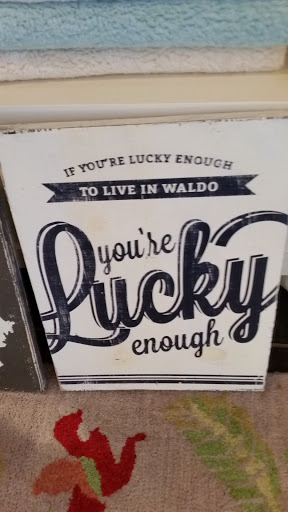 IF YOU'RE LUCKY ENOUGH
TO LIVE IN WALDO
you're
Lucky
enough